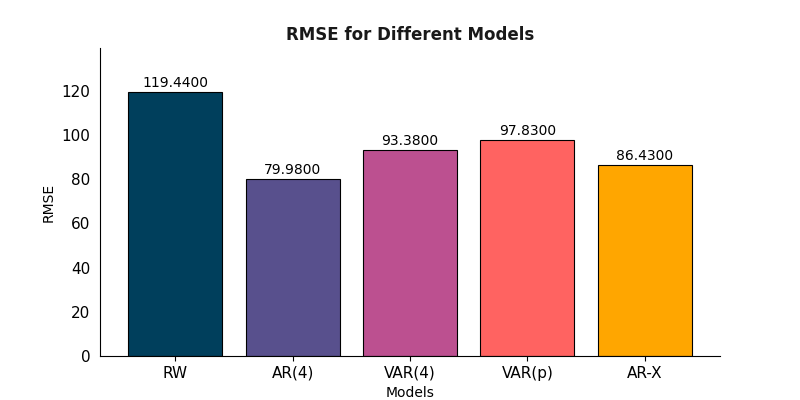 RMSE for Different Models
RMSE
120
100
80
60
40
20
0
119.4400
79.9800
93.3800
97.8300
86.4300
RW
AR(4)
VAR(4)
VAR(p)
AR-X
Models